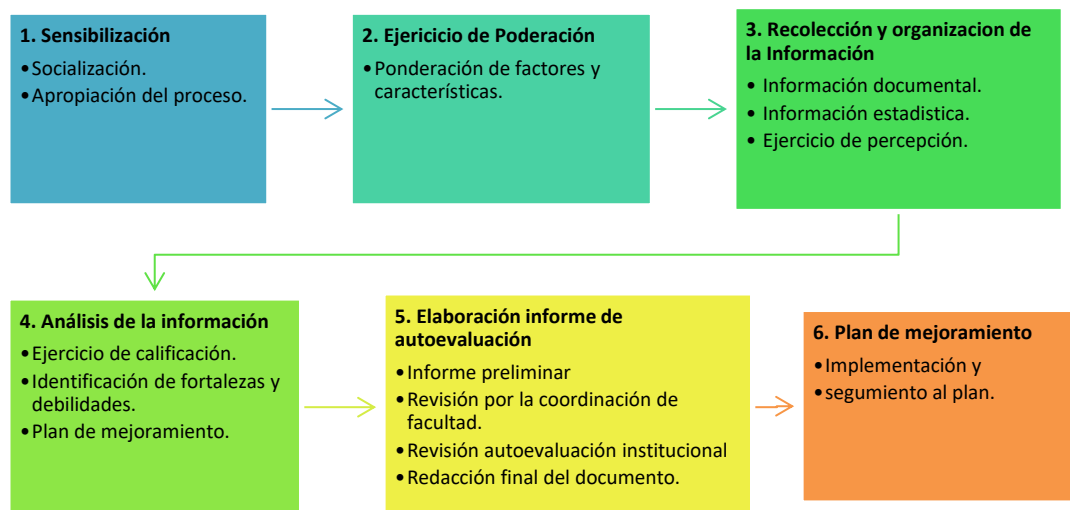 1. Sensibilización
•Socialización.
•Apropiación del proceso.
2. Ejericicio de Poderación
•Ponderación de factores y
características.
3. Recolección y organizacion de
la Información
• Información documental.
• Información estadistica.
• Ejercicio de percepción.
4. Análisis de la información
•Ejercicio de calificación.
•Identificación de fortalezas y
debilidades.
•Plan de mejoramiento.
5. Elaboración informe de
autoevaluación
•Informe preliminar
•Revisión por la coordinación de
facultad.
•Revisión autoevaluación institucional
•Redacción final del documento.
6. Plan de mejoramiento
•Implementación y
•segumiento al plan.